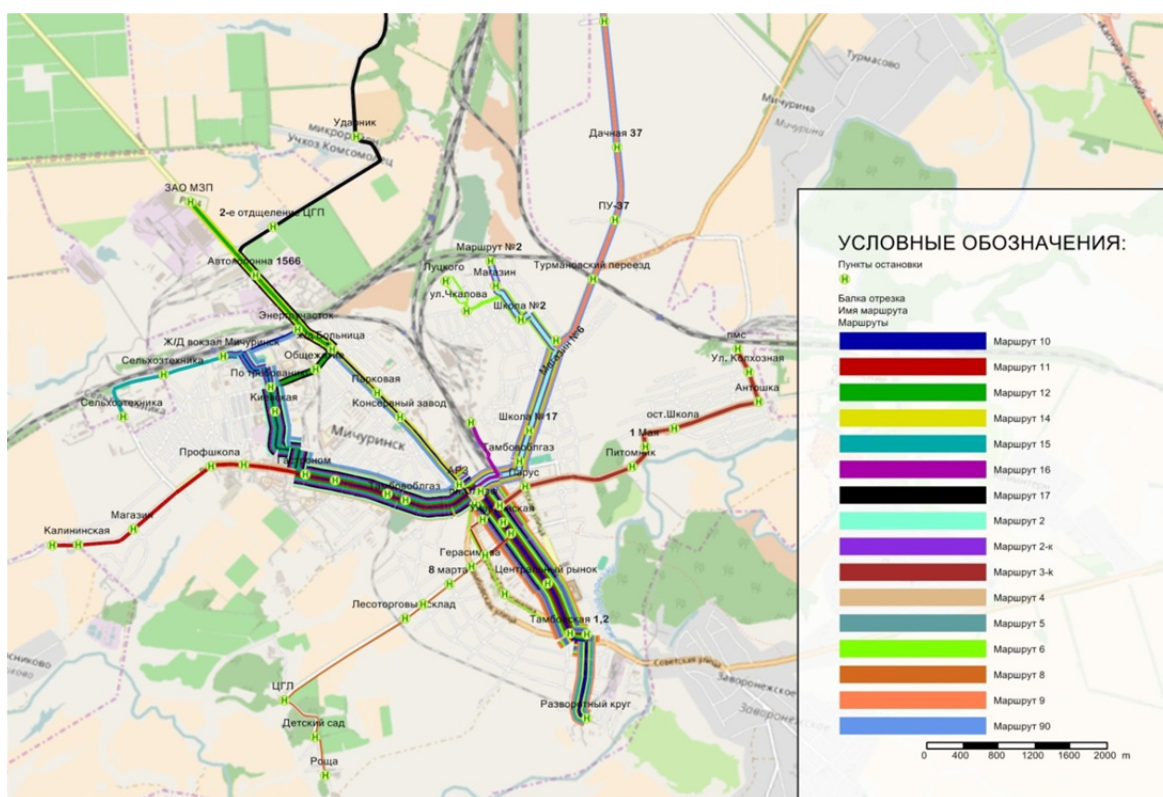 Турмасово
Мичурина
Мичурина
Дачная 37
Ударник
микрорайон
Учхоз Комсомолец
ЗАО МЗП
2-е отдщеление ЦГП
ПУ-37
Маршрут №2
Луцкого
Магазин
Турмановский переезд
Автоколонна 1566
ул.Чкалова
Школа №2
Энергоучасток
Ж/Д Больница
Ж/Д вокзал Мичуринск
Магазин №6
пмс
Общежитие
Сельхозтехника
По требованию
Ул. Колхозная
Парковая
Антошка
Киевская
Сельхозтехника
Консервный завод
Школа №17
ост.Школа
Мичуринск
1 Мая
Тамбовоблгаз
Профшкола
Гастроном
Питомник
АРЗ
Парус
Тамбовоблгаз
Магазин
Калининская
Герасимова
8 марта
Центральный рынок
Лесоторговый склад
Тамбовская 1,2
Советская улица
Заворонежское
Заворонежское
ЦГЛ
Разворотный круг
Детский сад
Роща
УСЛОВНЫЕ ОБОЗНАЧЕНИЯ:
Пункты остановки
Балка отрезка
Имя маршрута
Маршруты
Маршрут 10
Маршрут 11
Маршрут 12
Маршрут 14
Маршрут 15
Маршрут 16
Маршрут 17
Маршрут 2
Маршрут 2-к
Маршрут 3-k
Маршрут 4
Маршрут 5
Маршрут 6
Маршрут 8
Маршрут 9
Маршрут 90
0 400 800 1200 1600 2000 m